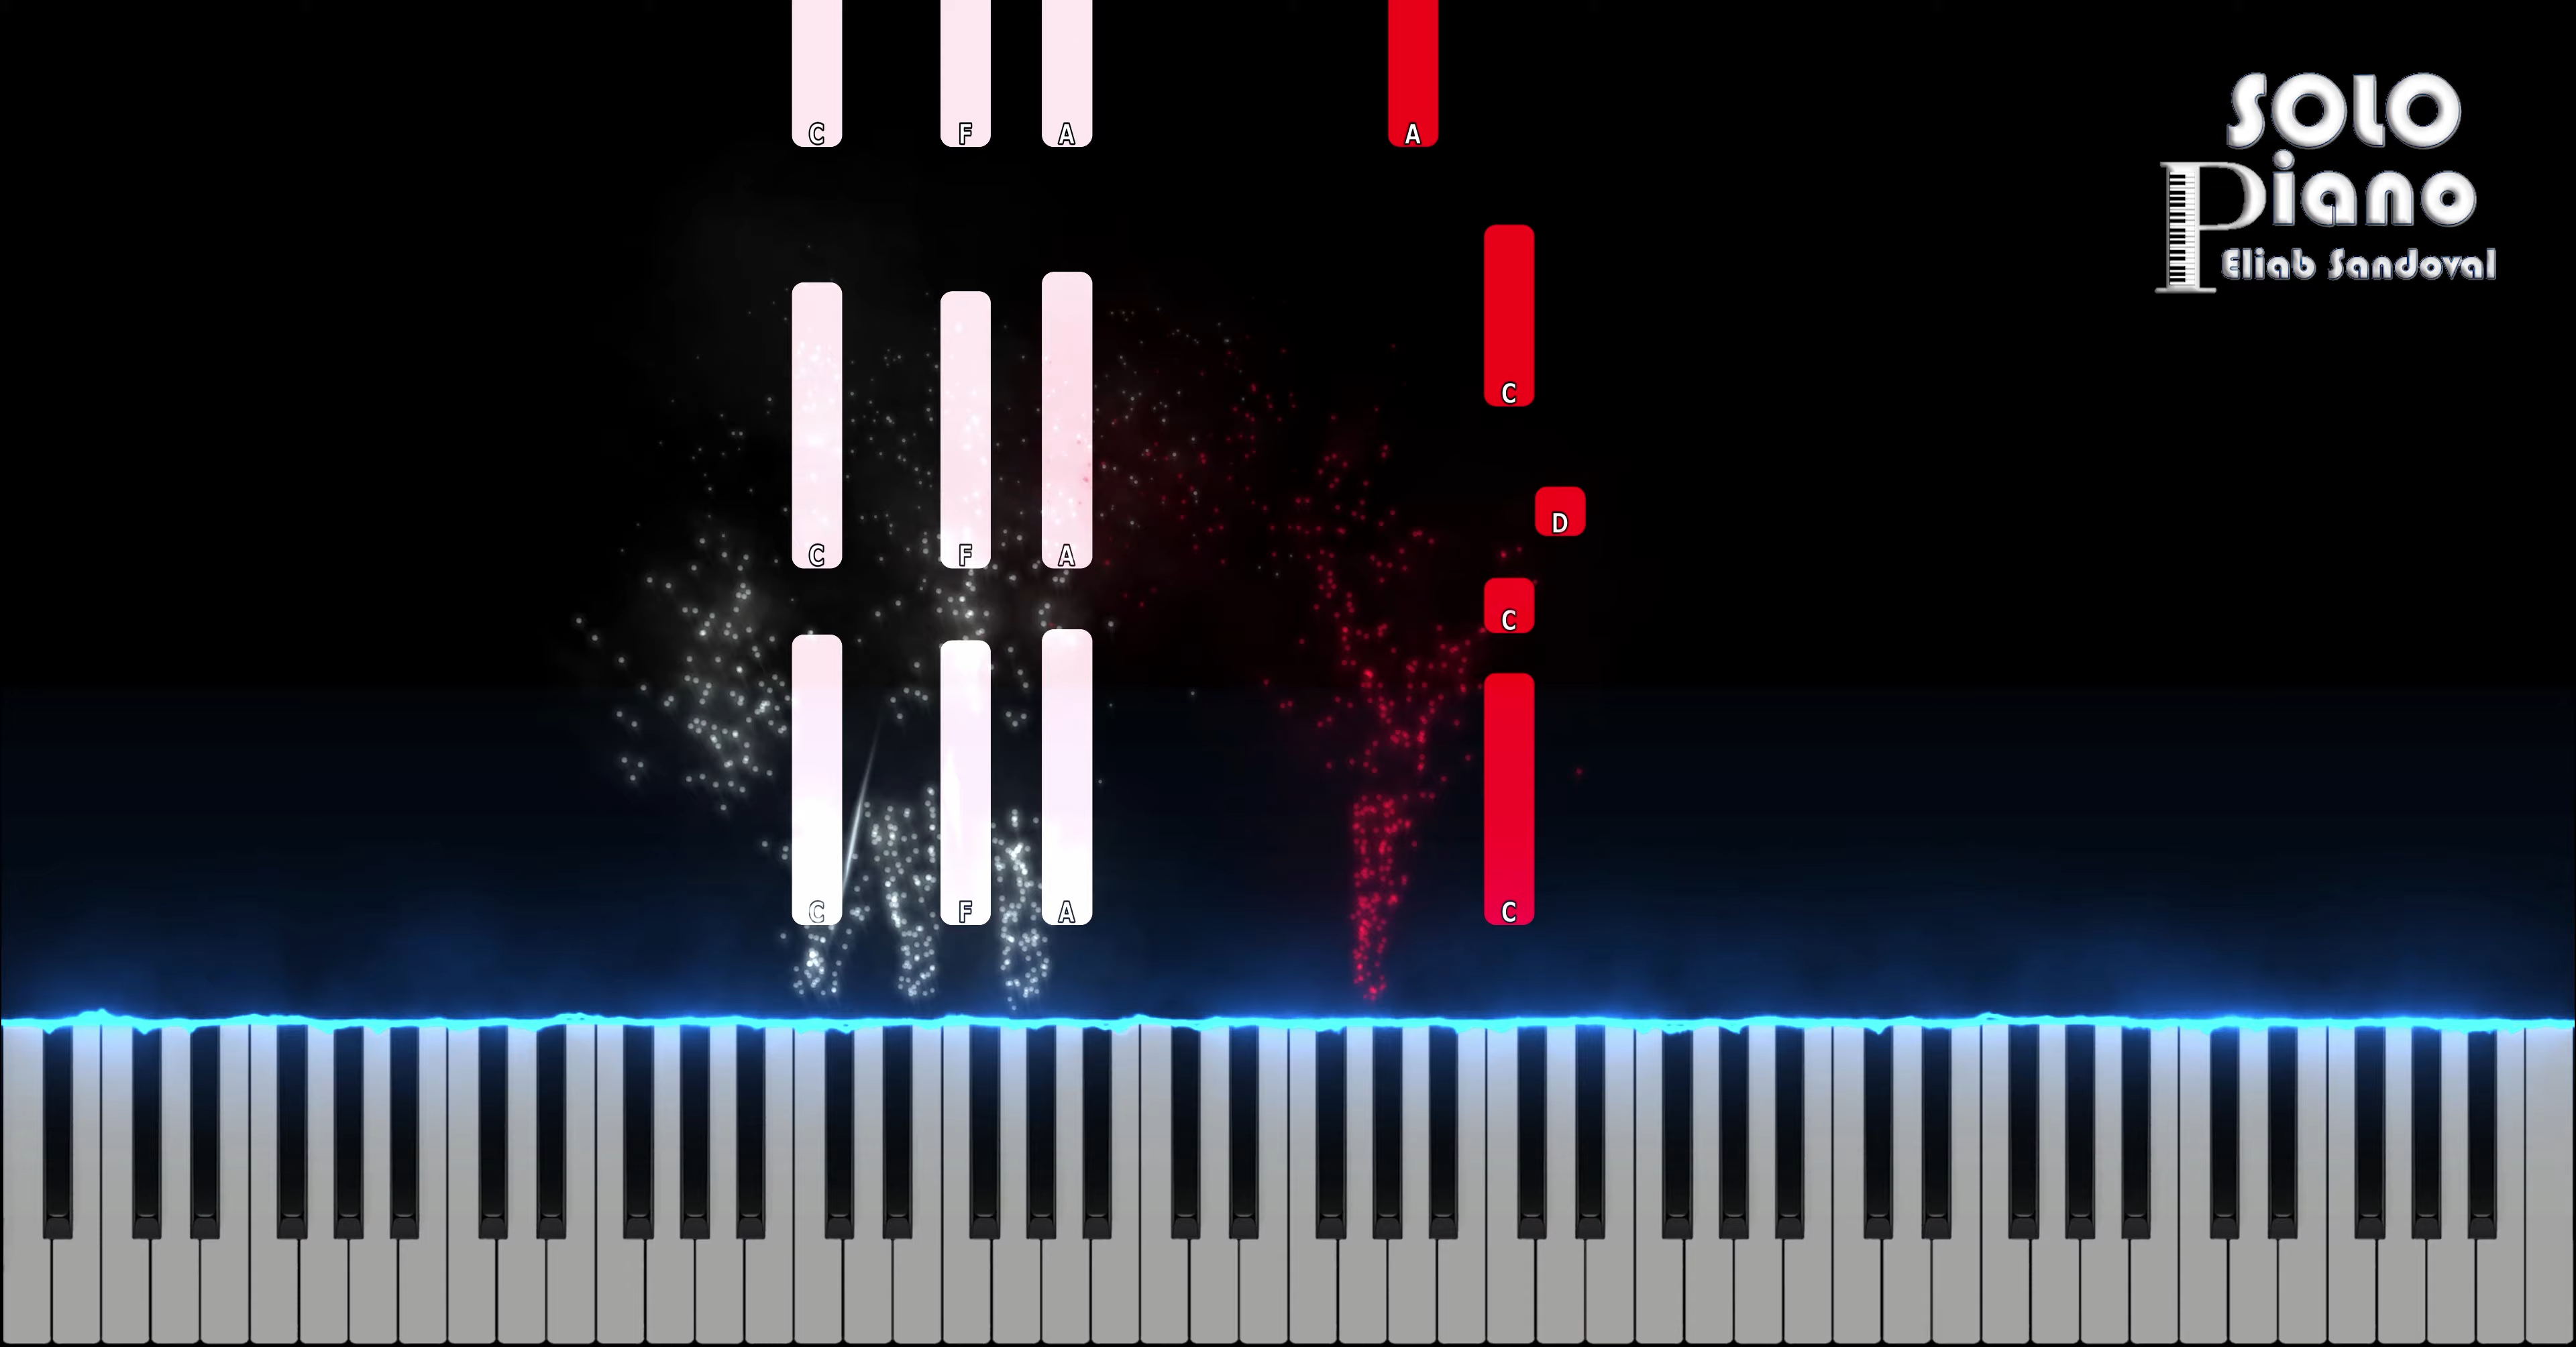 SOLO
Piano
Eliab Sandoval
C F A A
C
D
C F A
C
C F A C